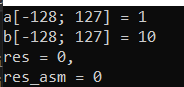 a[-128; 127] = 1
b[-128; 127] = 10
res = 0,
res_asm = 0